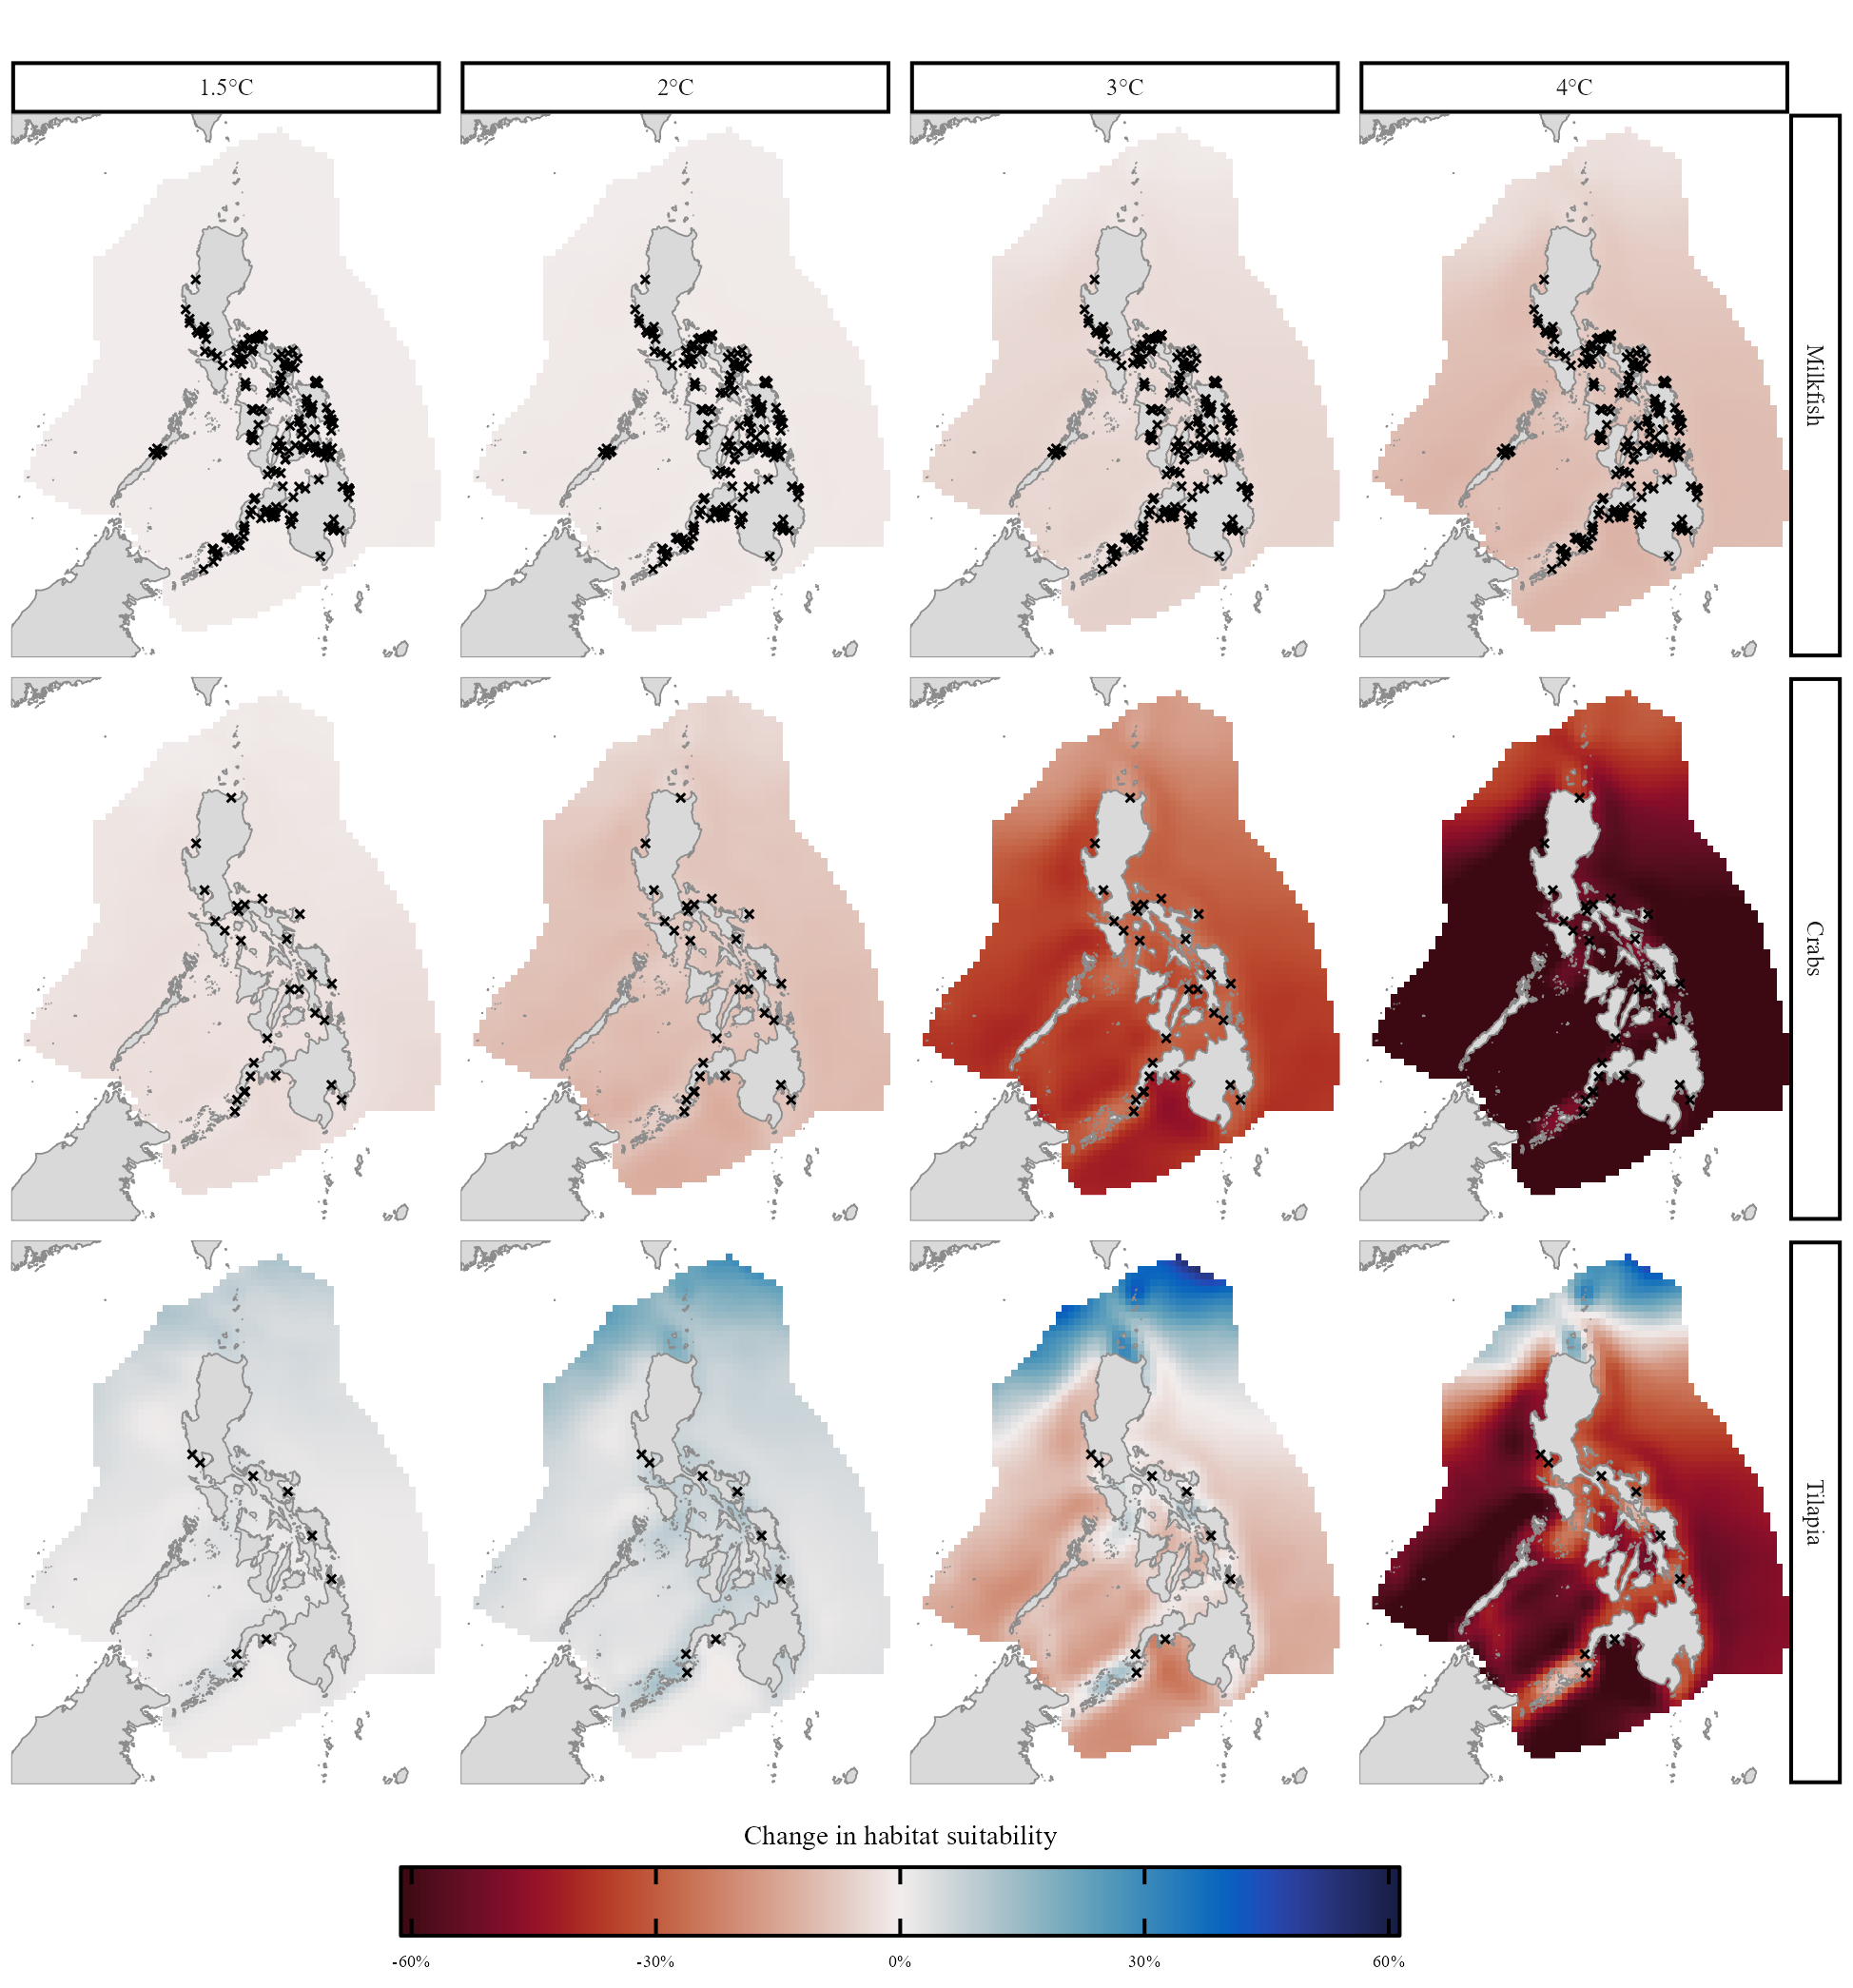 1.5°C
2°C
3°C
4°C
Milkfish
Crabs
Tilapia
Change in habitat suitability
-60%
-30%
0%
30%
60%